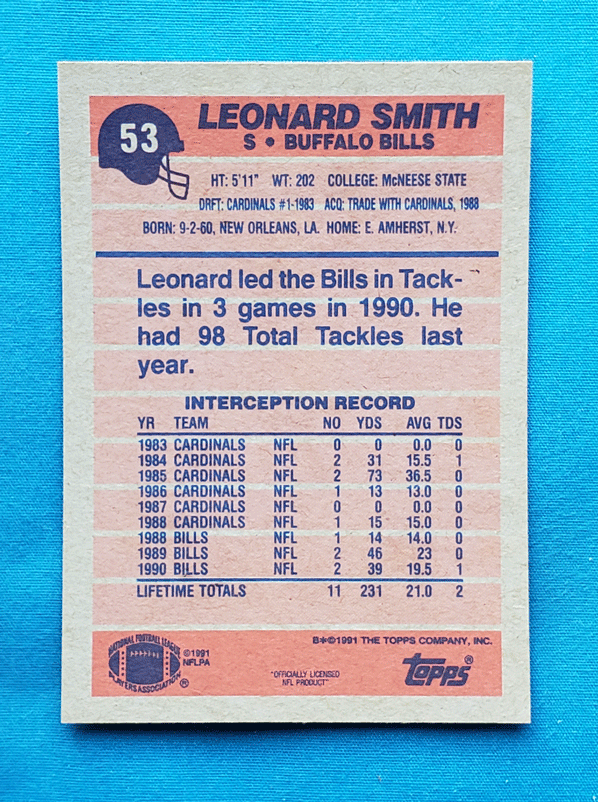 53
LEONARD SMITH
S • BUFFALO BILLS
HT: 5'11" WT: 202 COLLEGE: McNEESE STATE
DRFT: CARDINALS #1-1983 ACQ: TRADE WITH CARDINALS, 1988
BORN: 9-2-60, NEW ORLEANS, LA. HOME: E. AMHERST, N.Y.
Leonard led the Bills in Tack-
les in 3 games in 1990. He
had 98 Total Tackles last
year.
INTERCEPTION RECORD
YR TEAM NO YDS AVG TDS
1983 CARDINALS NFL 0 0 0.0 0
1984 CARDINALS NFL 2 31 15.5 1
1985 CARDINALS NFL 2 73 36.5 0
1986 CARDINALS NFL 1 13 13.0 0
1987 CARDINALS NFL 0 0 0.0 0
1988 CARDINALS NFL 1 15 15.0 0
1988 BILLS NFL 1 14 14.0 0
1989 BILLS NFL 2 46 23 0
1990 BILLS NFL 2 39 19.5 1
LIFETIME TOTALS 11 231 21.0 2
B*©1991 THE TOPPS COMPANY, INC.
NATIONAL FOOTBALL LEAGUE
PLAYERS ASSOCIATION ®
©1991
NFLPA
"OFFICIALLY LICENSED
NFL PRODUCT"
topps®